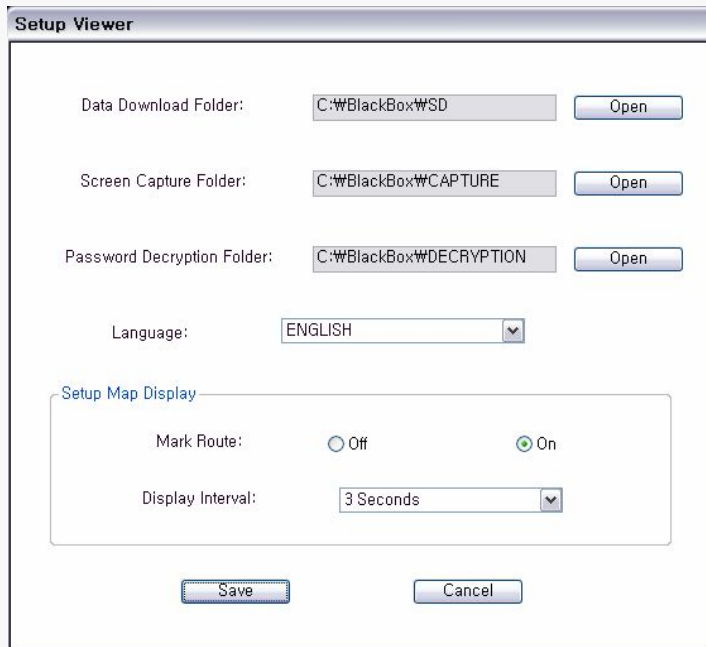 Setup Viewer
Data Download Folder: C:₩BlackBox₩SD Open
Screen Capture Folder: C:₩BlackBox₩CAPTURE Open
Password Decryption Folder: C:₩BlackBox₩DECRYPTION Open
Language: ENGLISH
Setup Map Display
Mark Route: Off On
Display Interval: 3 Seconds
Save Cancel